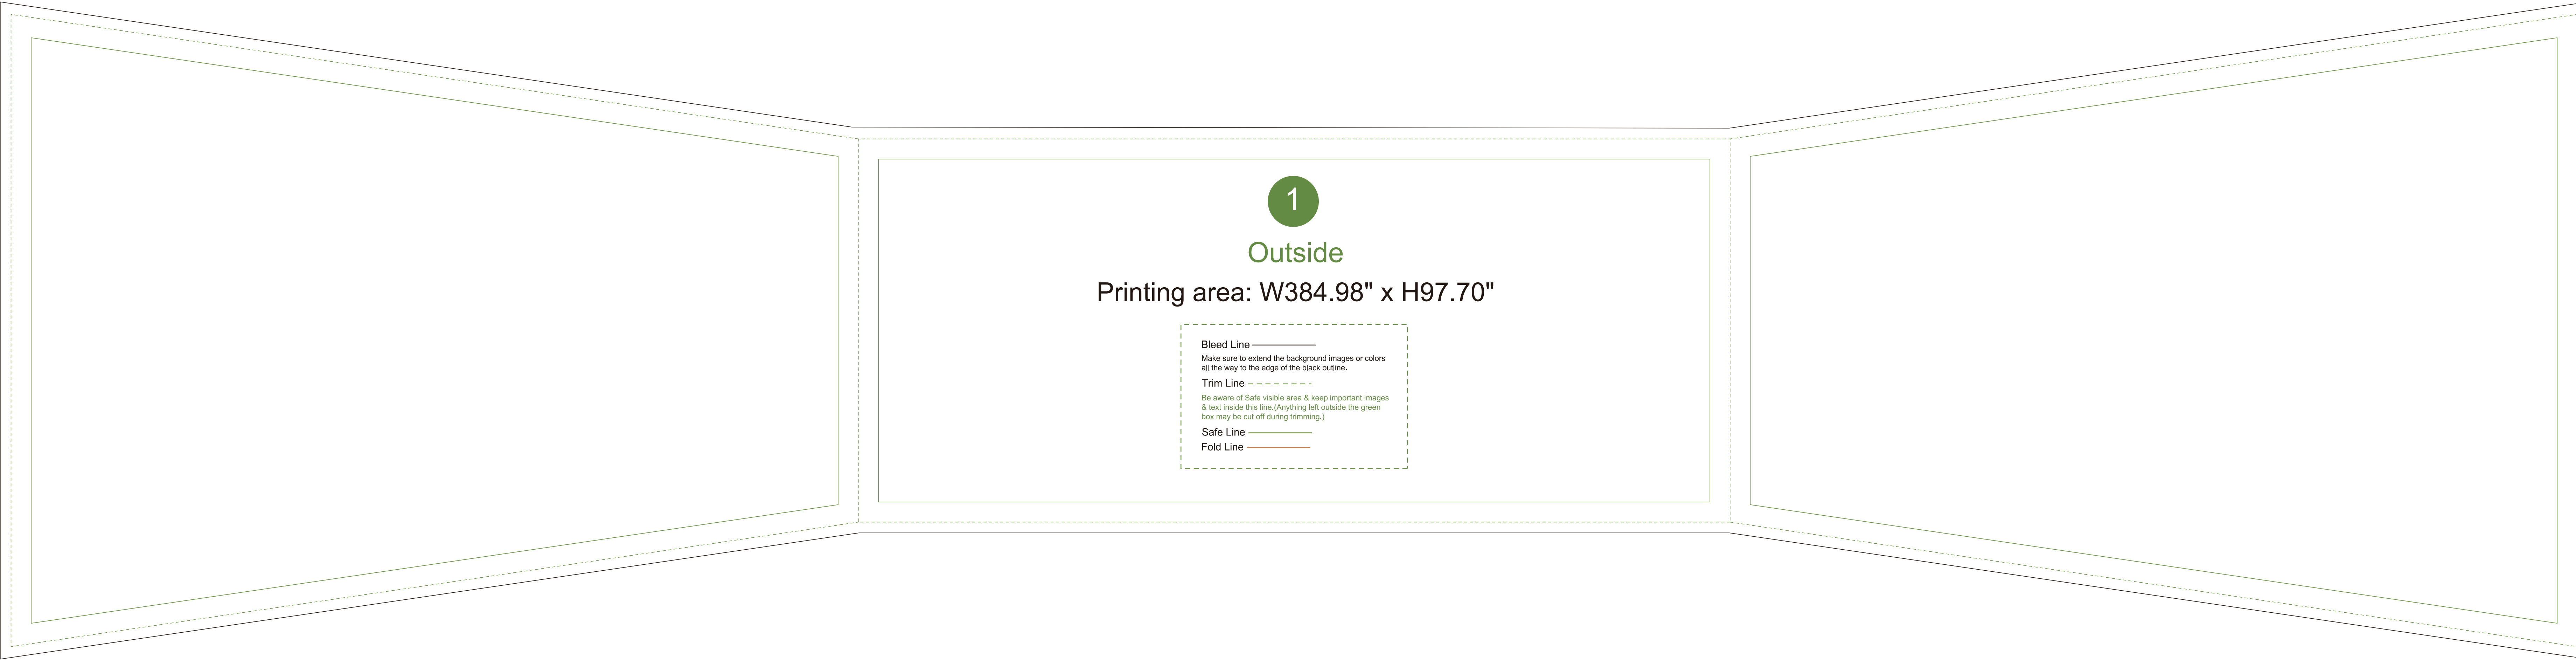 1
Outside
Printing area: W384.98" x H97.70"
Bleed Line
Make sure to extend the background images or colors
all the way to the edge of the black outline.
Trim Line
Be aware of Safe visible area & keep important images
& text inside this line.(Anything left outside the green
box may be cut off during trimming.)
Safe Line
Fold Line